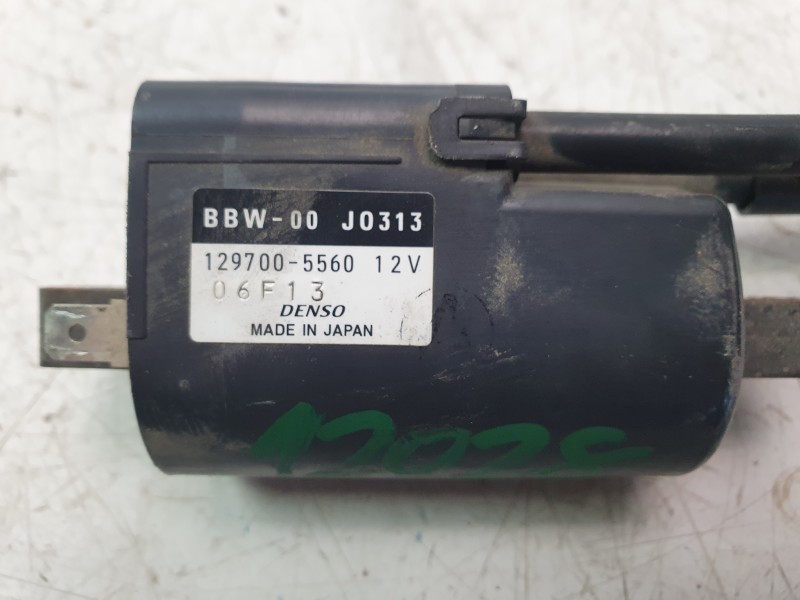 BBW-00 J0313
129700-5560 12V
06F13
DENSO
MADE IN JAPAN
A